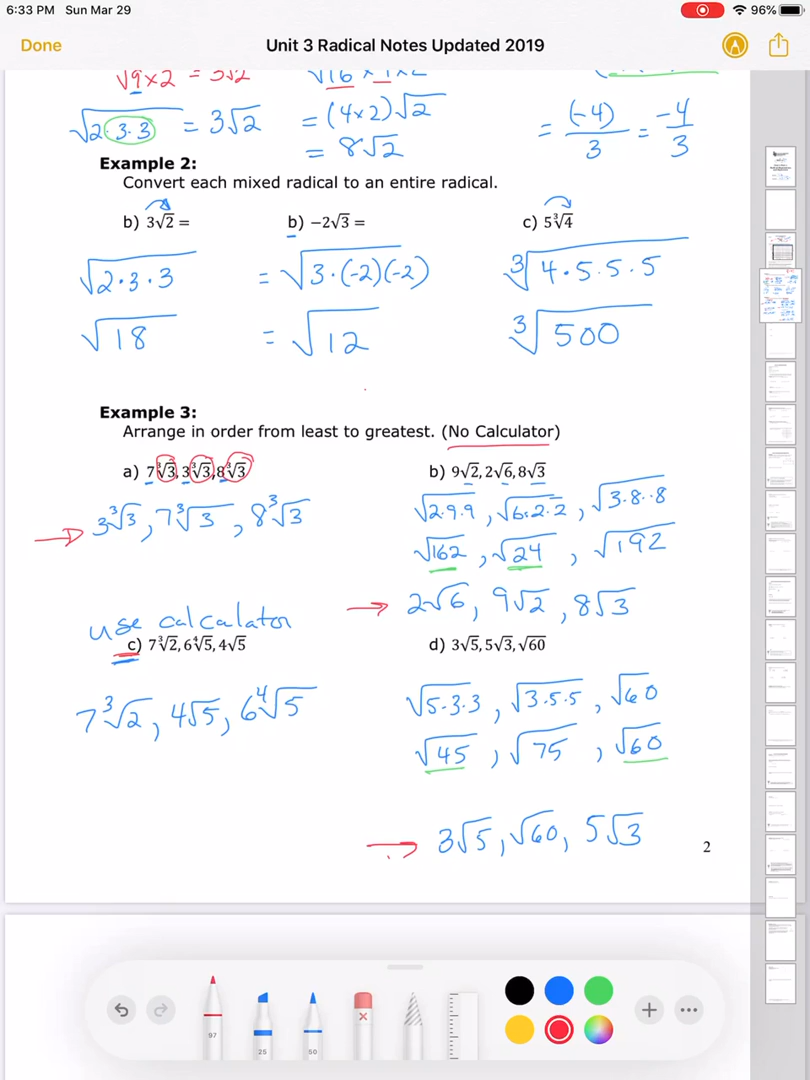 6:33 PM Sun Mar 29 96%
Done Unit 3 Radical Notes Updated 2019
√9 × 2 = 3√2
√(2·3·3) = 3√2 = (4×2)√2 = (-4)/3 = -4/3
= 8√2
Example 2:
Convert each mixed radical to an entire radical.
b) 3√2 = b) −2√3 = c) 5∛4
√(2·3·3) = √(3·(-2)(-2)) ∛(4·5·5·5)
√18 = √12 ∛500
Example 3:
Arrange in order from least to greatest. (No Calculator)
a) 7∛3, 3∛3, 8∛3 b) 9√2, 2√6, 8√3
3∛3, 7∛3, 8∛3 √(2·9·9), √(6·2·2), √(3·8·8)
√162, √24, √192
2√6, 9√2, 8√3
use calculator
c) 7∛2, 6∜5, 4√5 d) 3√5, 5√3, √60
7∛2, 4√5, 6∜5 √(5·3·3), √(3·5·5), √60
√45, √75, √60
3√5, √60, 5√3
2
97 25 50